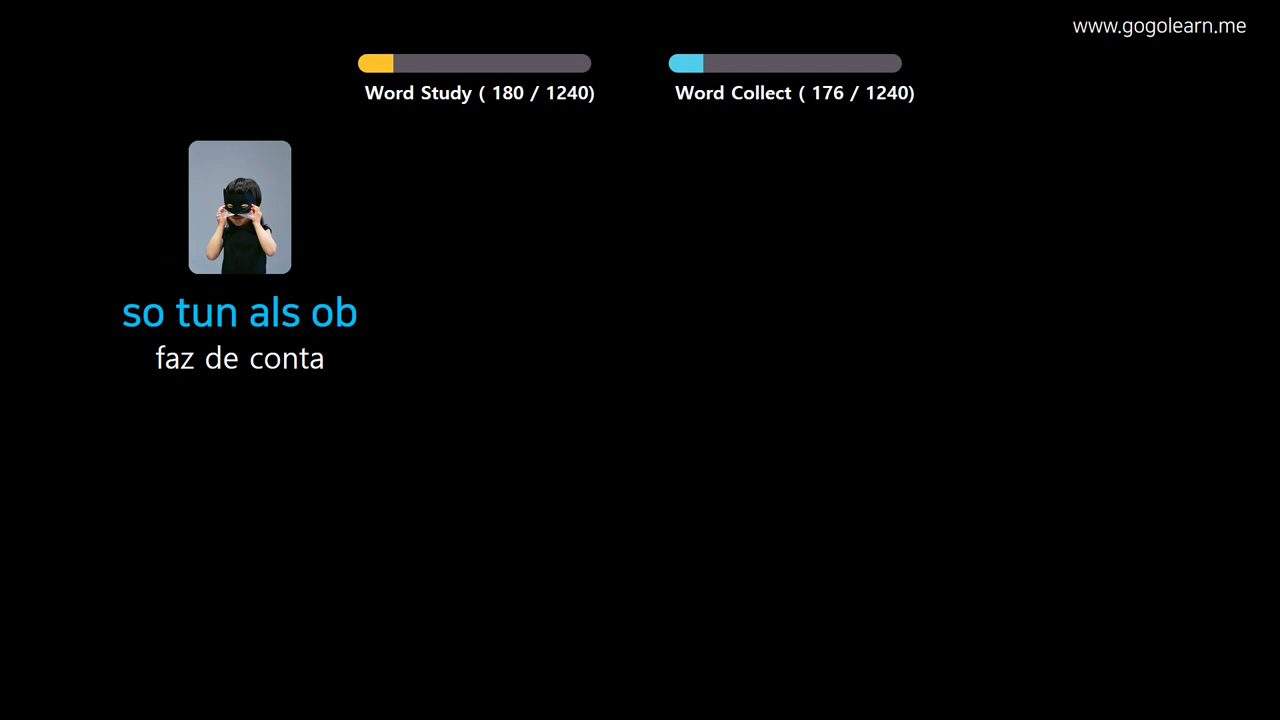 www.gogolearn.me
Word Study ( 180 / 1240)
Word Collect ( 176 / 1240)
so tun als ob
faz de conta